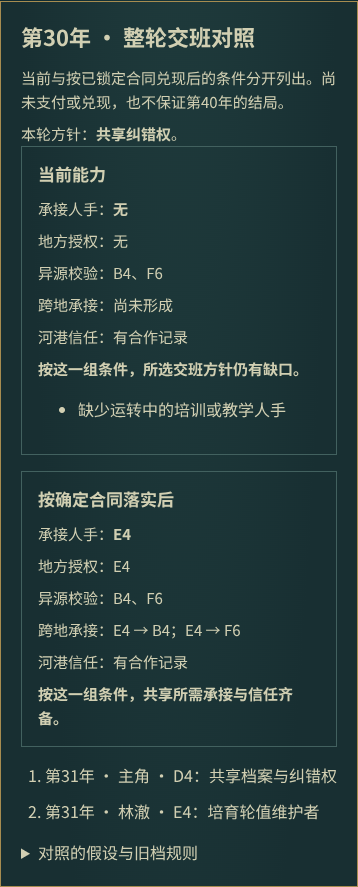 第30年 · 整轮交班对照
当前与按已锁定合同兑现后的条件分开列出。尚
未支付或兑现，也不保证第40年的结局。
本轮方针：共享纠错权。
当前能力
承接人手：无
地方授权：无
异源校验：B4、F6
跨地承接：尚未形成
河港信任：有合作记录
按这一组条件，所选交班方针仍有缺口。
• 缺少运转中的培训或教学人手
按确定合同落实后
承接人手：E4
地方授权：E4
异源校验：B4、F6
跨地承接：E4 → B4；E4 → F6
河港信任：有合作记录
按这一组条件，共享所需承接与信任齐
备。
1. 第31年 · 主角 · D4：共享档案与纠错权
2. 第31年 · 林澈 · E4：培育轮值维护者
▶ 对照的假设与旧档规则